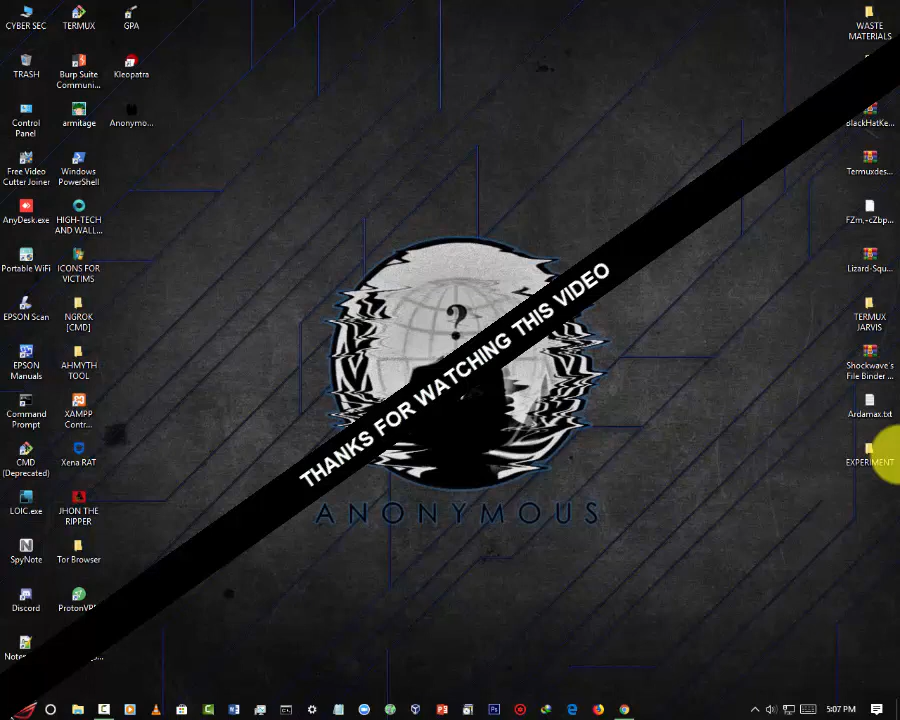 CYBER SEC
TERMUX
GPA
TRASH
Burp Suite
Communi...
Kleopatra
Control
Panel
armitage
Anonymo...
Free Video
Cutter Joiner
Windows
PowerShell
AnyDesk.exe
HIGH-TECH
AND WALL...
Portable WiFi
ICONS FOR
VICTIMS
EPSON Scan
NGROK
[CMD]
EPSON
Manuals
AHMYTH
TOOL
Command
Prompt
XAMPP
Contr...
CMD
(Deprecated)
Xena RAT
LOIC.exe
JHON THE
RIPPER
SpyNote
Tor Browser
Discord
WASTE
MATERIALS
BlackHatKe...
Termuxdes...
FZm,-cZbp...
Lizard-Squ...
TERMUX
JARVIS
Shockwave's
File Binder ...
Ardamax.txt
EXPERIMENT
?
THANKS FOR WATCHING THIS VIDEO
ANONYMOUS
5:07 PM